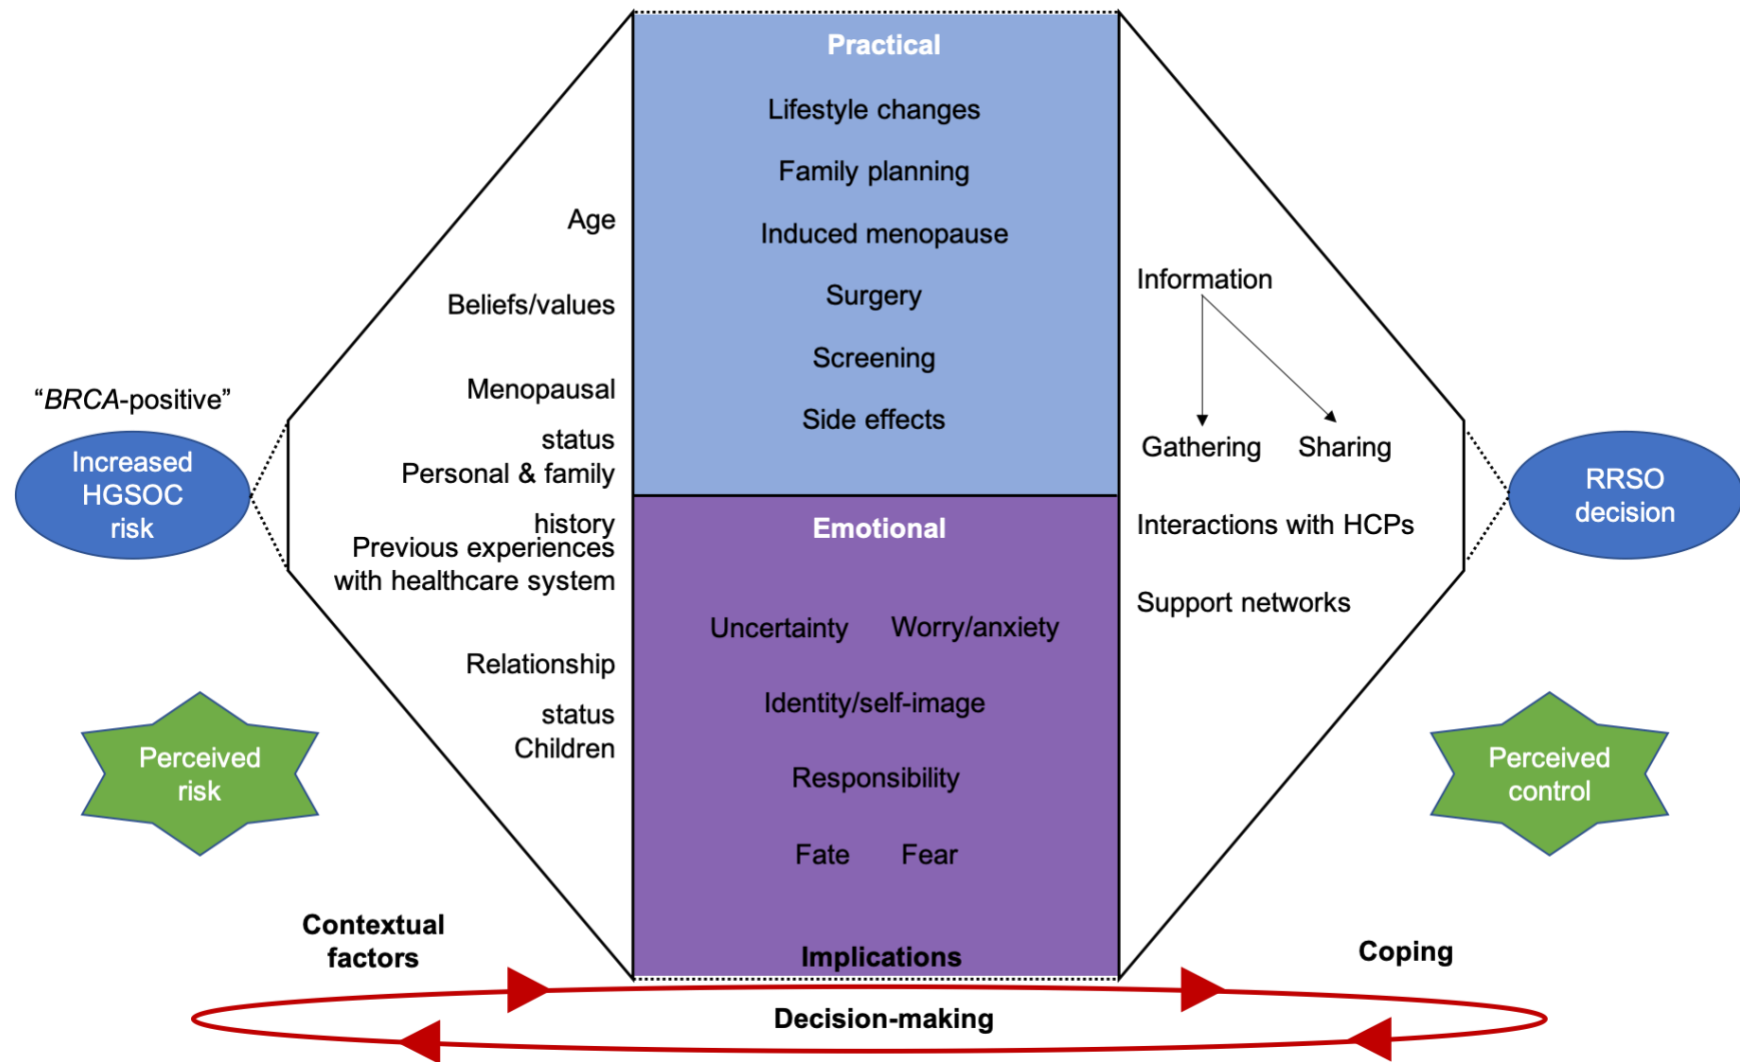 “BRCA-positive”
Increased
HGSOC
risk
Perceived
risk
Age
Beliefs/values
Menopausal
status
Personal & family
history
Previous experiences
with healthcare system
Relationship
status
Children
Contextual
factors
Practical
Lifestyle changes
Family planning
Induced menopause
Surgery
Screening
Side effects
Emotional
Uncertainty Worry/anxiety
Identity/self-image
Responsibility
Fate Fear
Implications
Information
Gathering Sharing
Interactions with HCPs
Support networks
Coping
RRSO
decision
Perceived
control
Decision-making